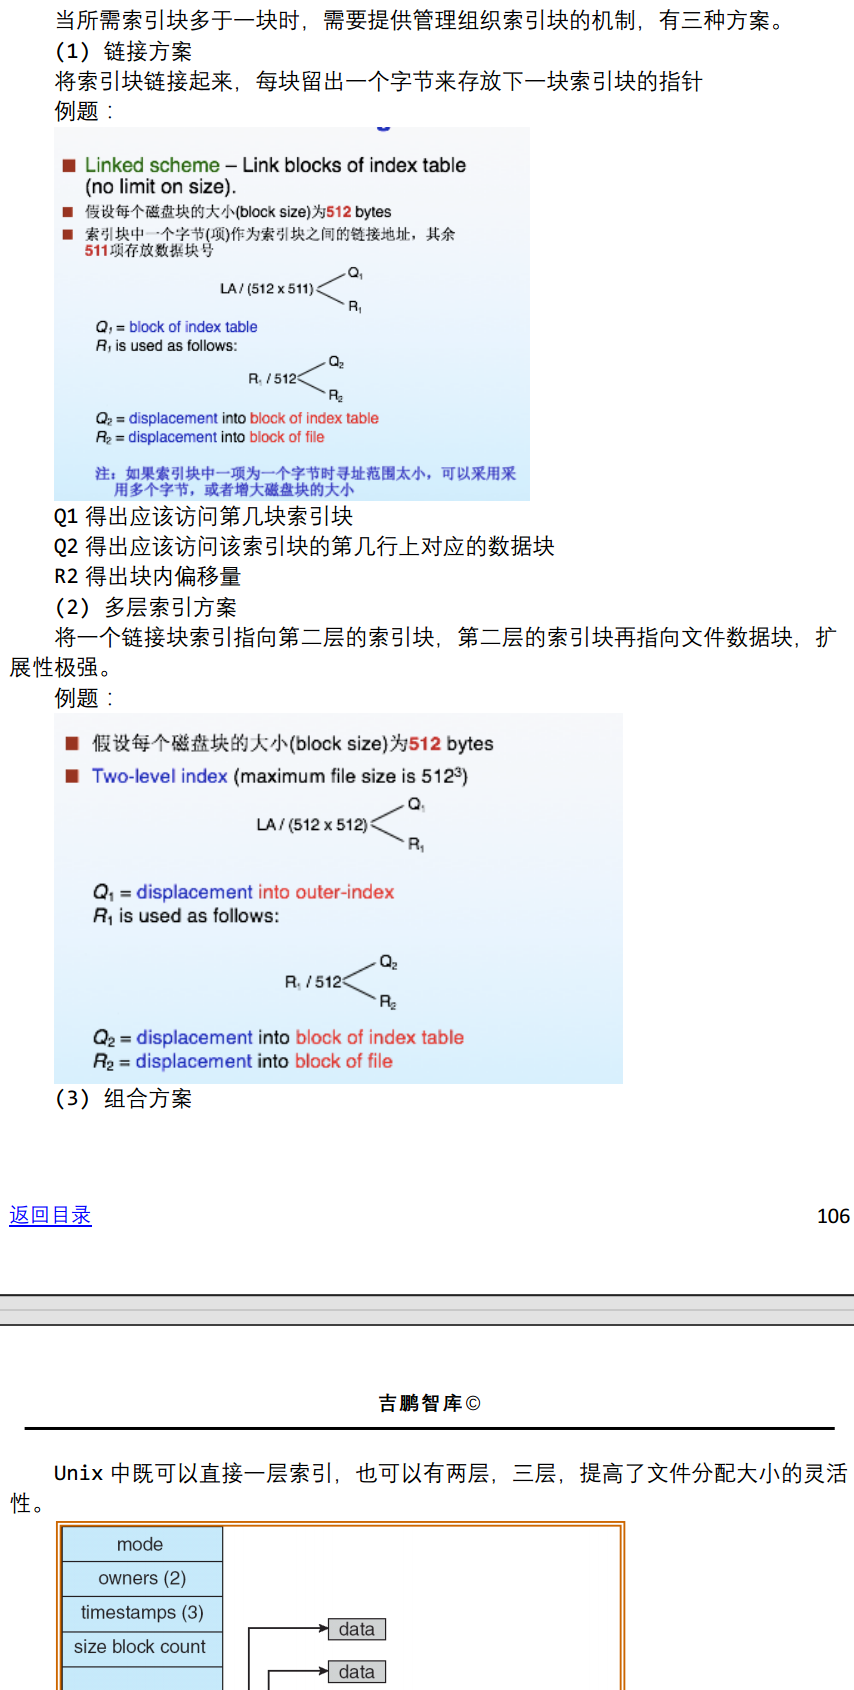 当所需索引块多于一块时，需要提供管理组织索引块的机制，有三种方案。
(1) 链接方案
将索引块链接起来，每块留出一个字节来存放下一块索引块的指针
例题：
Linked scheme – Link blocks of index table
(no limit on size).
假设每个磁盘块的大小(block size)为512 bytes
索引块中一个字节(项)作为索引块之间的链接地址，其余
511项存放数据块号
LA / (512 x 511)
Q1
R1
Q1 = block of index table
R1 is used as follows:
R1 / 512
Q2
R2
Q2 = displacement into block of index table
R2 = displacement into block of file
注：如果索引块中一项为一个字节时寻址范围太小，可以采用采
用多个字节，或者增大磁盘块的大小
Q1 得出应该访问第几块索引块
Q2 得出应该访问该索引块的第几行上对应的数据块
R2 得出块内偏移量
(2) 多层索引方案
将一个链接块索引指向第二层的索引块，第二层的索引块再指向文件数据块，扩
展性极强。
例题：
假设每个磁盘块的大小(block size)为512 bytes
Two-level index (maximum file size is 512³)
LA / (512 x 512)
Q1
R1
Q1 = displacement into outer-index
R1 is used as follows:
R1 / 512
Q2
R2
Q2 = displacement into block of index table
R2 = displacement into block of file
(3) 组合方案
返回目录
106
吉鹏智库©
Unix 中既可以直接一层索引，也可以有两层，三层，提高了文件分配大小的灵活
性。
mode
owners (2)
timestamps (3)
size block count
data
data